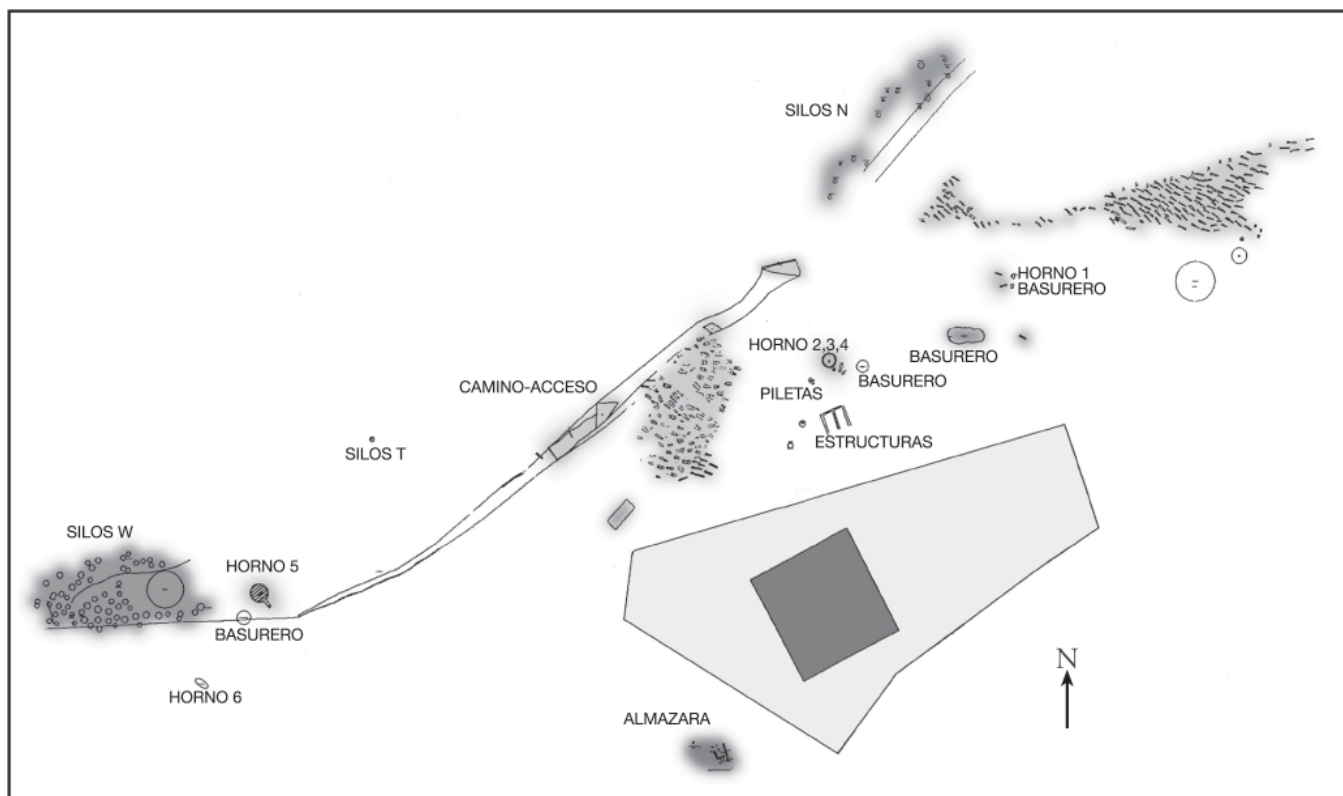 SILOS N
HORNO 1
BASURERO
HORNO 2,3,4
BASURERO
BASURERO
CAMINO-ACCESO
PILETAS
ESTRUCTURAS
SILOS T
SILOS W
HORNO 5
BASURERO
HORNO 6
N
ALMAZARA